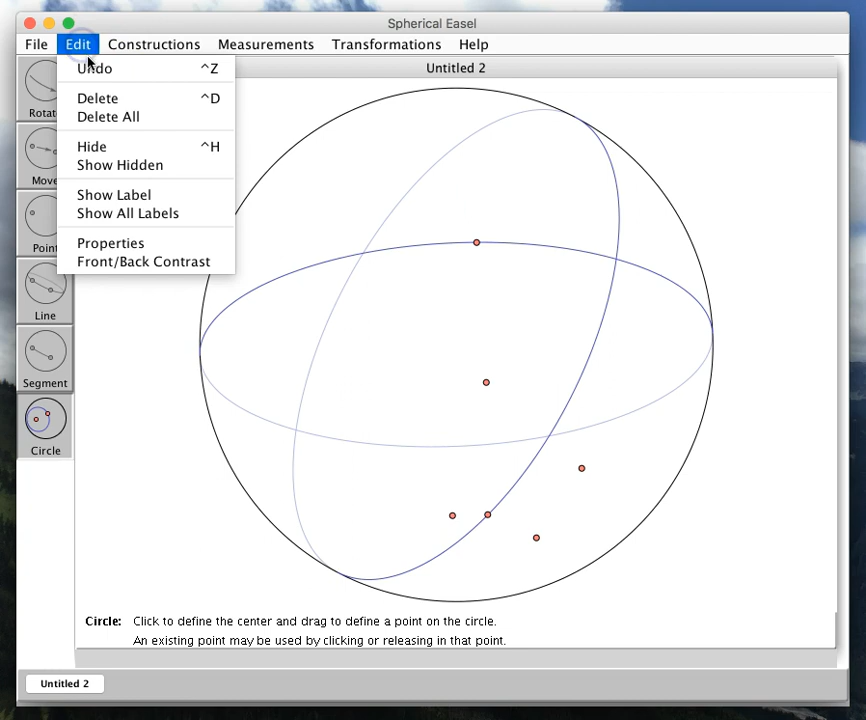 Spherical Easel
File Edit Constructions Measurements Transformations Help
Untitled 2
Undo ^Z
Delete ^D
Delete All
Hide ^H
Show Hidden
Show Label
Show All Labels
Properties
Front/Back Contrast
Rotat
Move
Point
Line
Segment
Circle
Circle: Click to define the center and drag to define a point on the circle.
An existing point may be used by clicking or releasing in that point.
Untitled 2